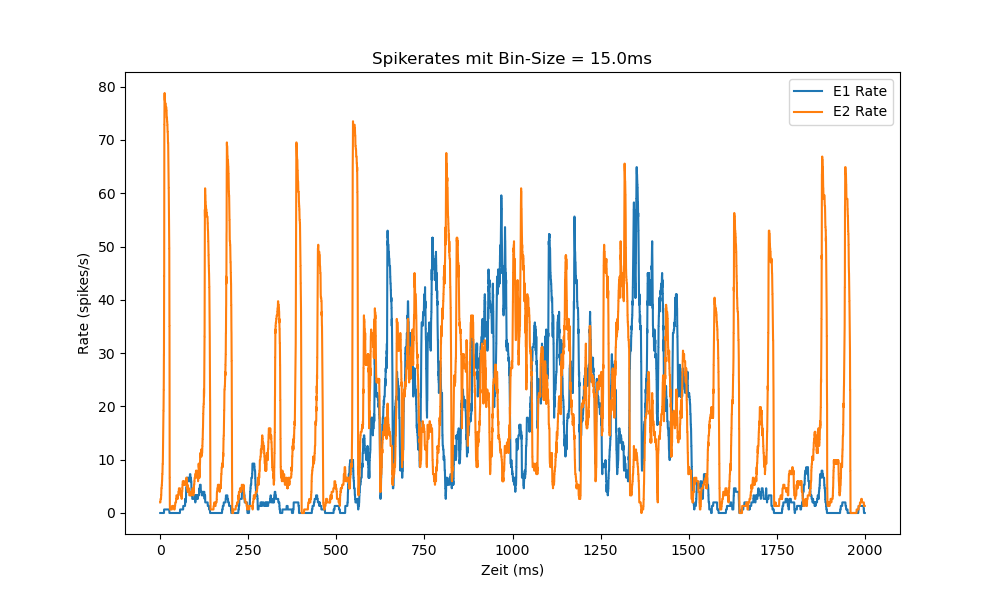 Spikerates mit Bin-Size = 15.0ms
E1 Rate
E2 Rate
Rate (spikes/s)
80
70
60
50
40
30
20
10
0
0 250 500 750 1000 1250 1500 1750 2000
Zeit (ms)